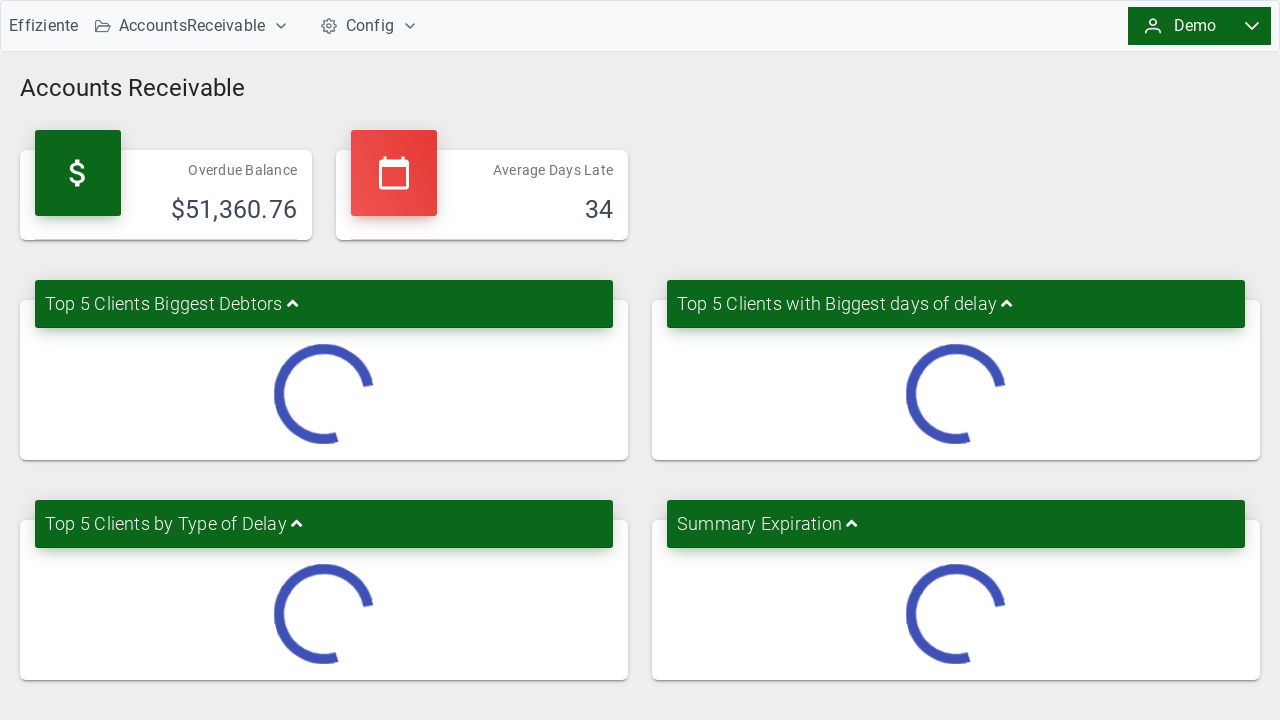 Effiziente AccountsReceivable Config Demo
Accounts Receivable
Overdue Balance
$51,360.76
Average Days Late
34
Top 5 Clients Biggest Debtors
Top 5 Clients with Biggest days of delay
Top 5 Clients by Type of Delay
Summary Expiration